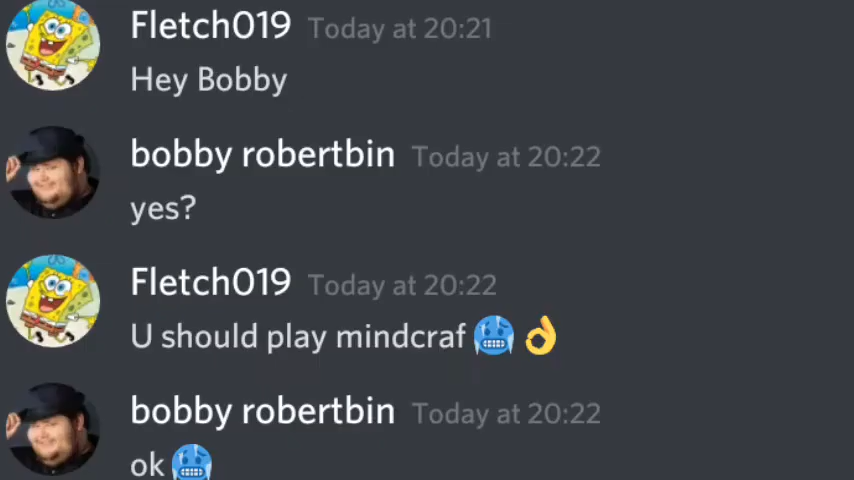 Fletch019 Today at 20:21
Hey Bobby
bobby robertbin Today at 20:22
yes?
Fletch019 Today at 20:22
U should play mindcraf 🥶👌
bobby robertbin Today at 20:22
ok 🥶